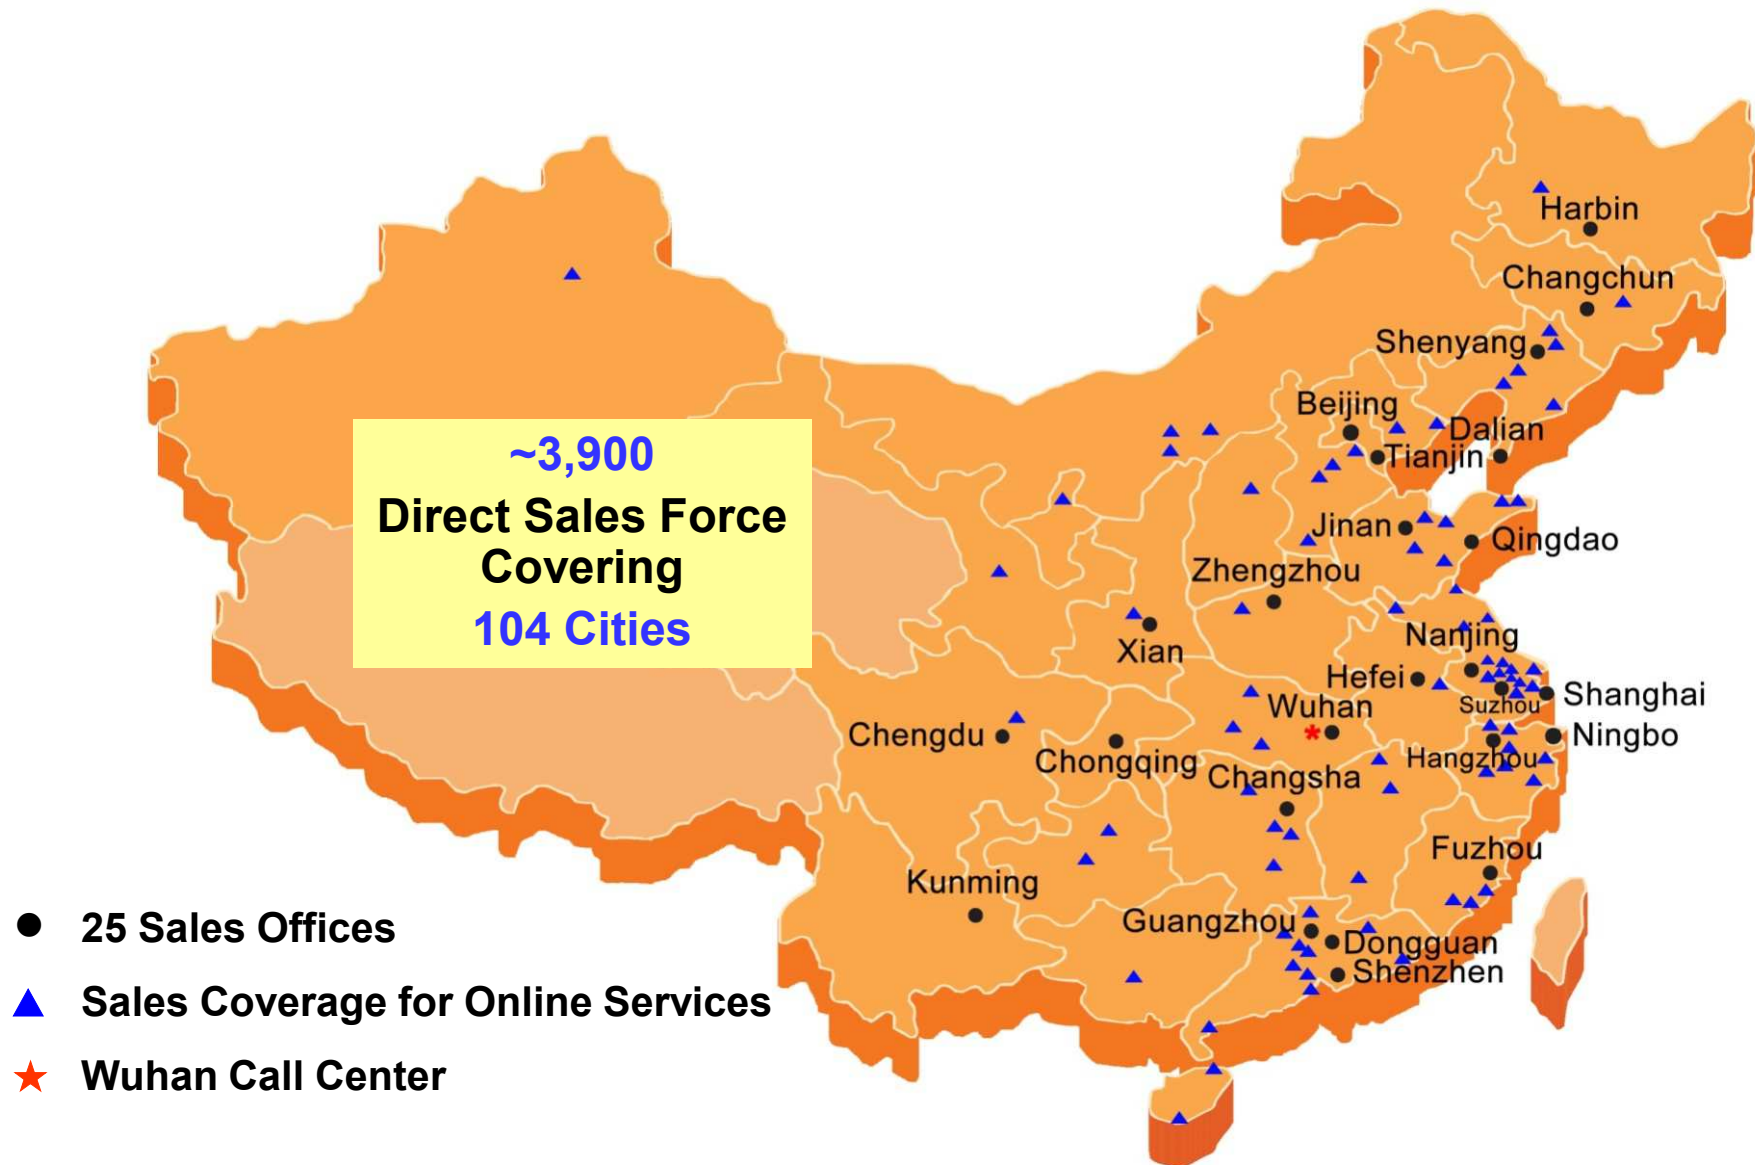 Harbin
Changchun
Shenyang
Beijing
Dalian
Tianjin
~3,900
Direct Sales Force
Covering
104 Cities
Jinan
Qingdao
Zhengzhou
Xian
Nanjing
Hefei
Shanghai
Suzhou
Wuhan
*
Ningbo
Chengdu
Chongqing
Hangzhou
Changsha
Fuzhou
Kunming
Guangzhou
Dongguan
Shenzhen
25 Sales Offices
Sales Coverage for Online Services
Wuhan Call Center